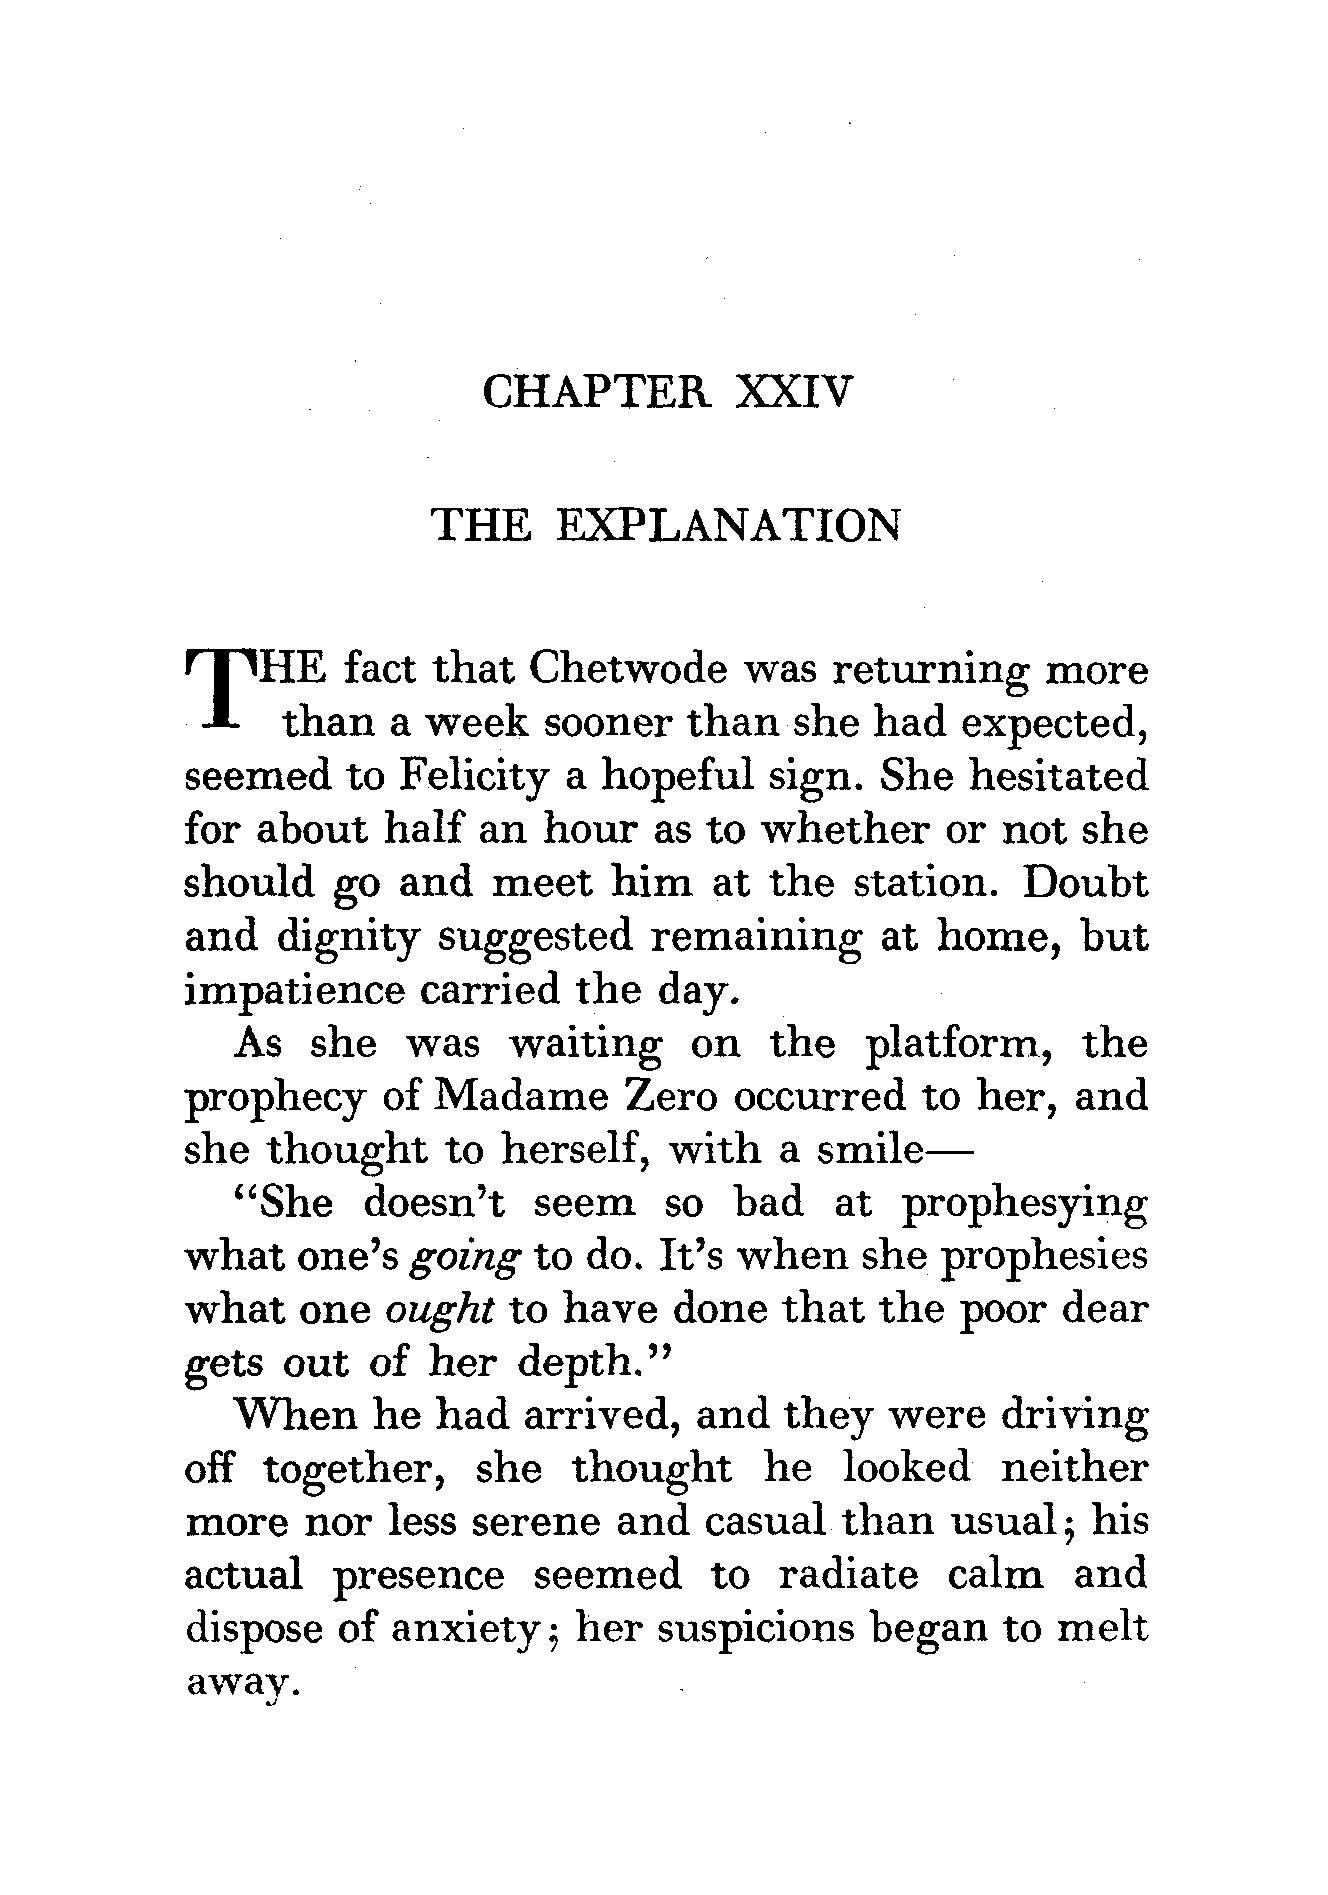 CHAPTER XXIV
THE EXPLANATION
THE fact that Chetwode was returning more
than a week sooner than she had expected,
seemed to Felicity a hopeful sign. She hesitated
for about half an hour as to whether or not she
should go and meet him at the station. Doubt
and dignity suggested remaining at home, but
impatience carried the day.
As she was waiting on the platform, the
prophecy of Madame Zero occurred to her, and
she thought to herself, with a smile—
“She doesn’t seem so bad at prophesying
what one’s going to do. It’s when she prophesies
what one ought to have done that the poor dear
gets out of her depth.”
When he had arrived, and they were driving
off together, she thought he looked neither
more nor less serene and casual than usual; his
actual presence seemed to radiate calm and
dispose of anxiety; her suspicions began to melt
away.